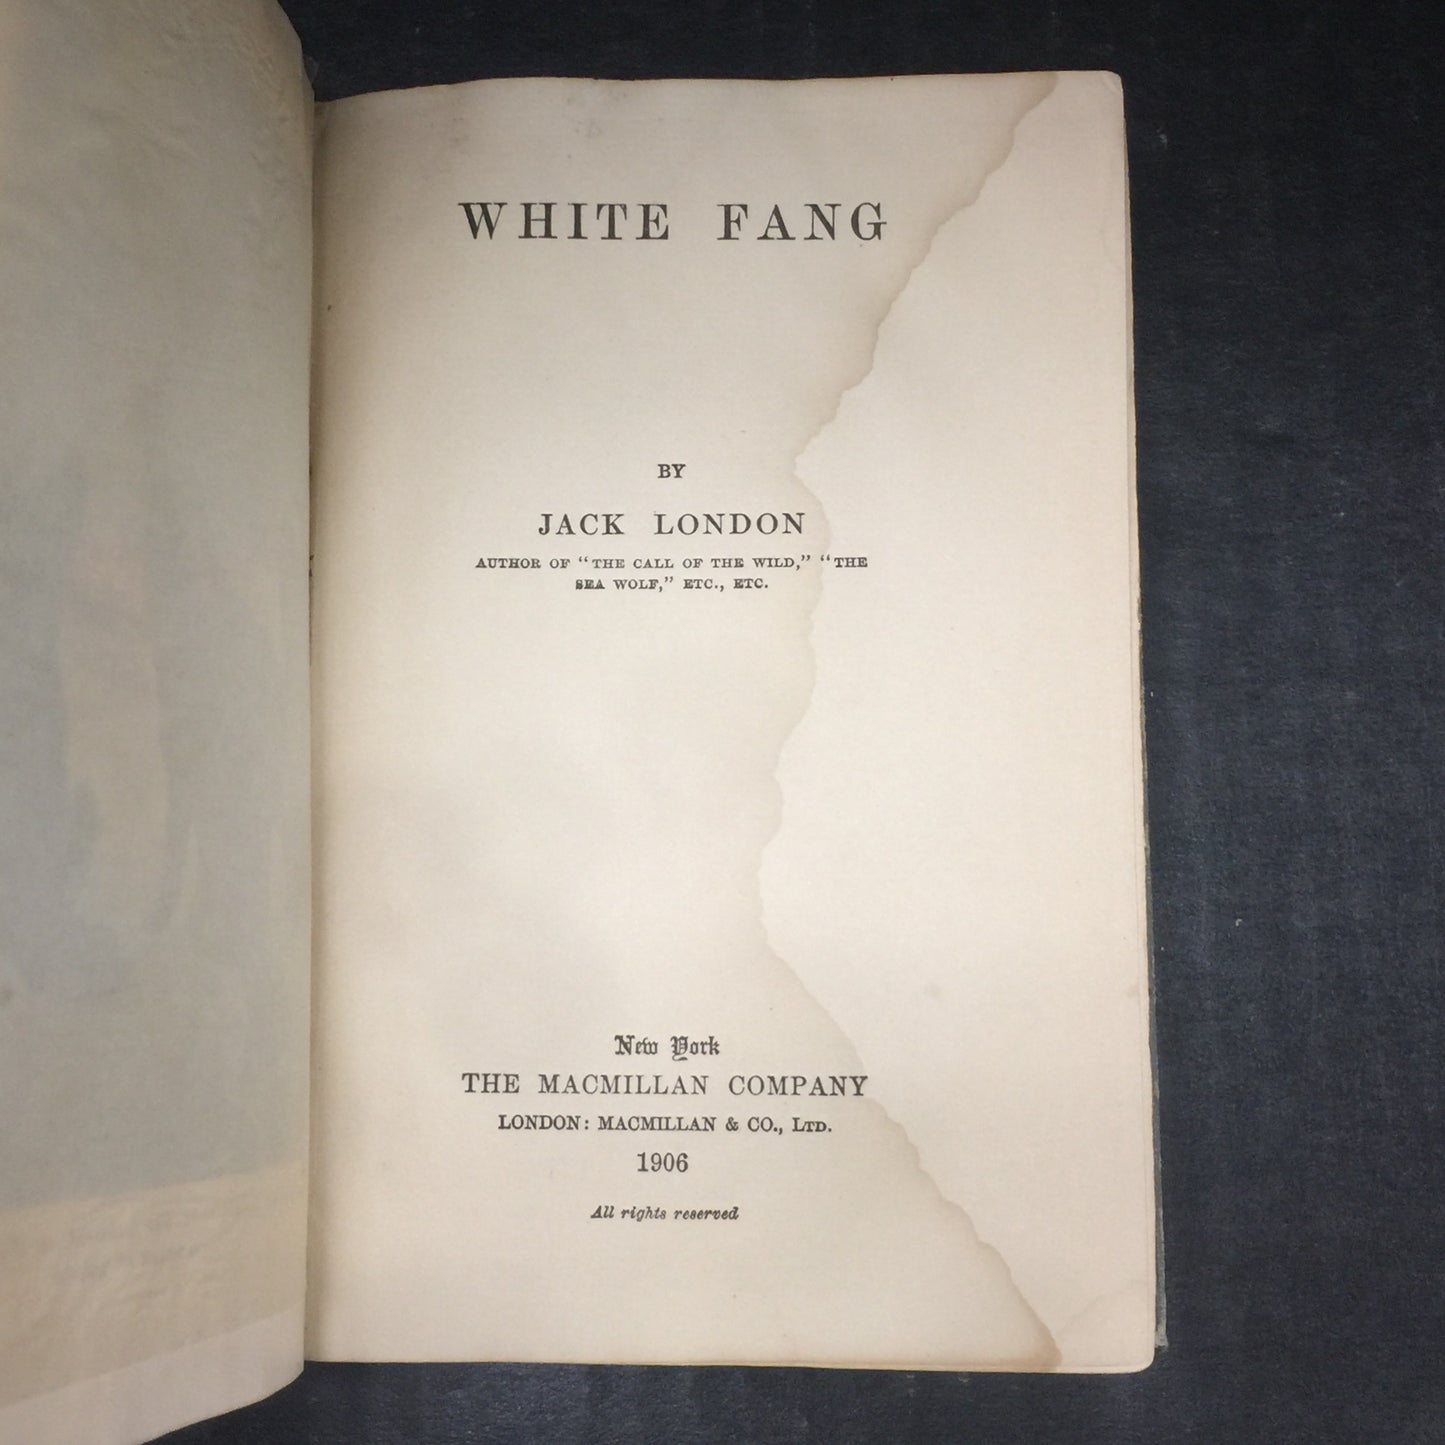 WHITE FANG
BY
JACK LONDON
AUTHOR OF “THE CALL OF THE WILD,” “THE
SEA WOLF,” ETC., ETC.
New York
THE MACMILLAN COMPANY
LONDON: MACMILLAN & CO., LTD.
1906
All rights reserved